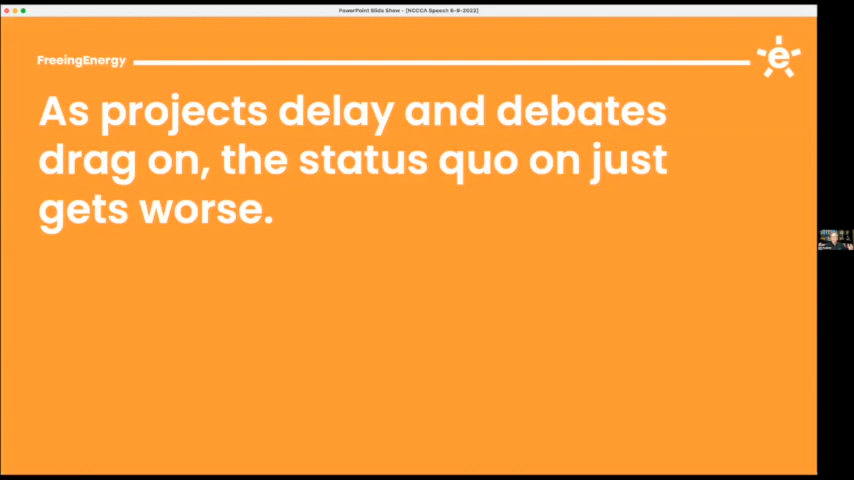 PowerPoint Slide Show - [NGCCA Speech 6-9-2022]
FreeingEnergy
e
As projects delay and debates
drag on, the status quo on just
gets worse.